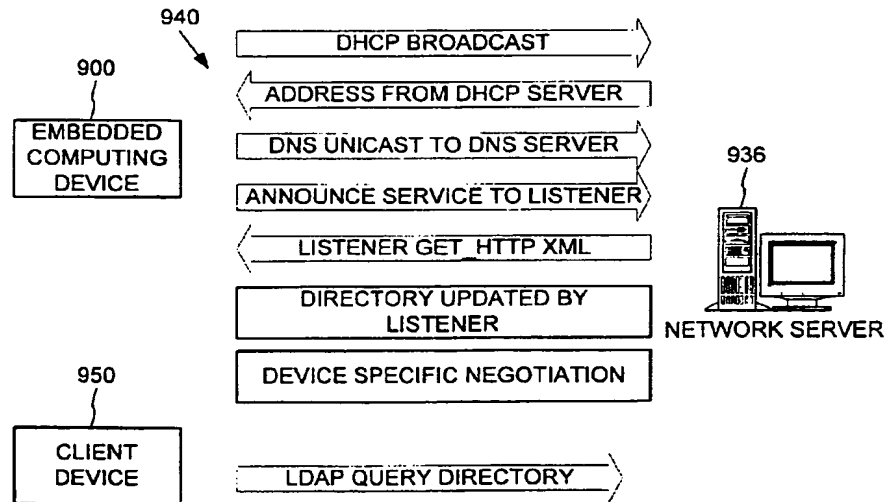 940
DHCP BROADCAST
900
ADDRESS FROM DHCP SERVER
EMBEDDED
COMPUTING
DEVICE
DNS UNICAST TO DNS SERVER
936
ANNOUNCE SERVICE TO LISTENER
LISTENER GET_HTTP XML
DIRECTORY UPDATED BY
LISTENER
NETWORK SERVER
DEVICE SPECIFIC NEGOTIATION
950
CLIENT
DEVICE
LDAP QUERY DIRECTORY